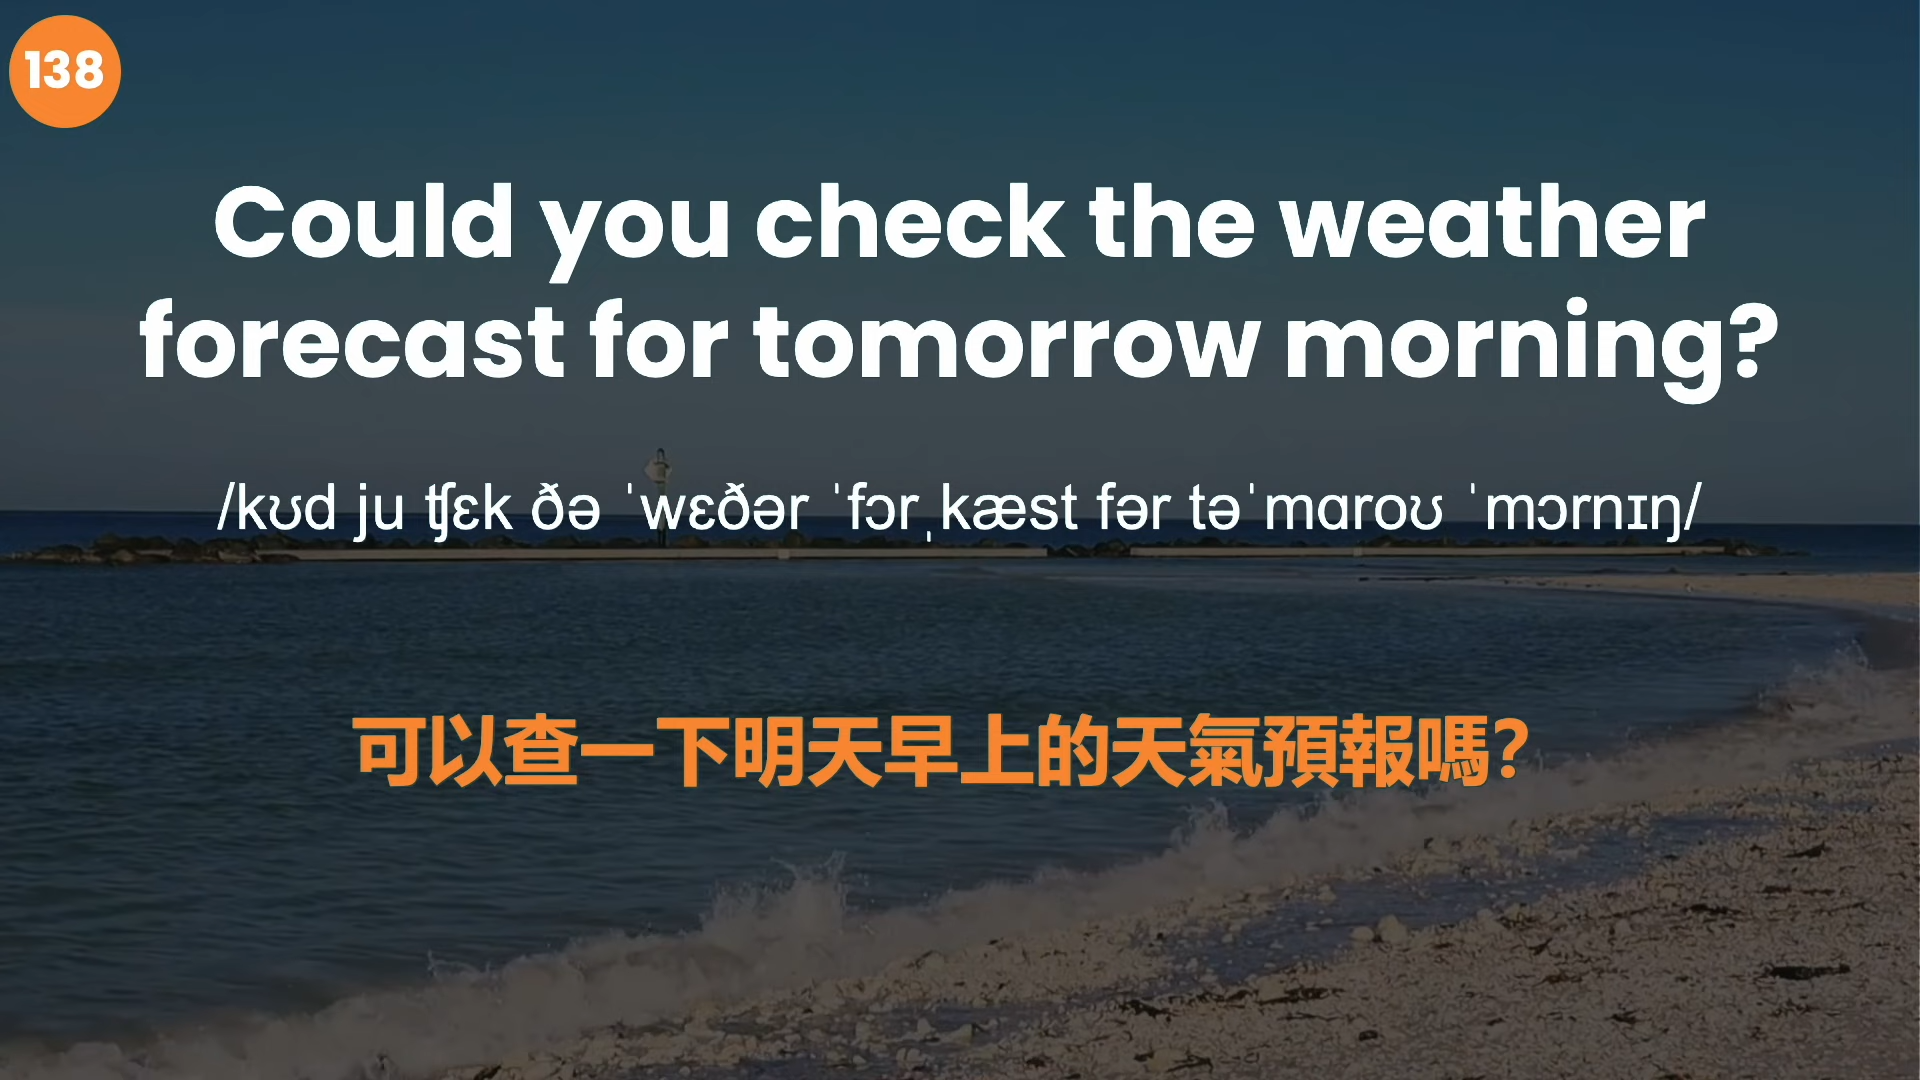 138
Could you check the weather
forecast for tomorrow morning?
/kʊd ju ʧɛk ðə ˈwɛðər ˈfɔrˌkæst fər təˈmɑroʊ ˈmɔrnɪŋ/
可以查一下明天早上的天氣預報嗎？